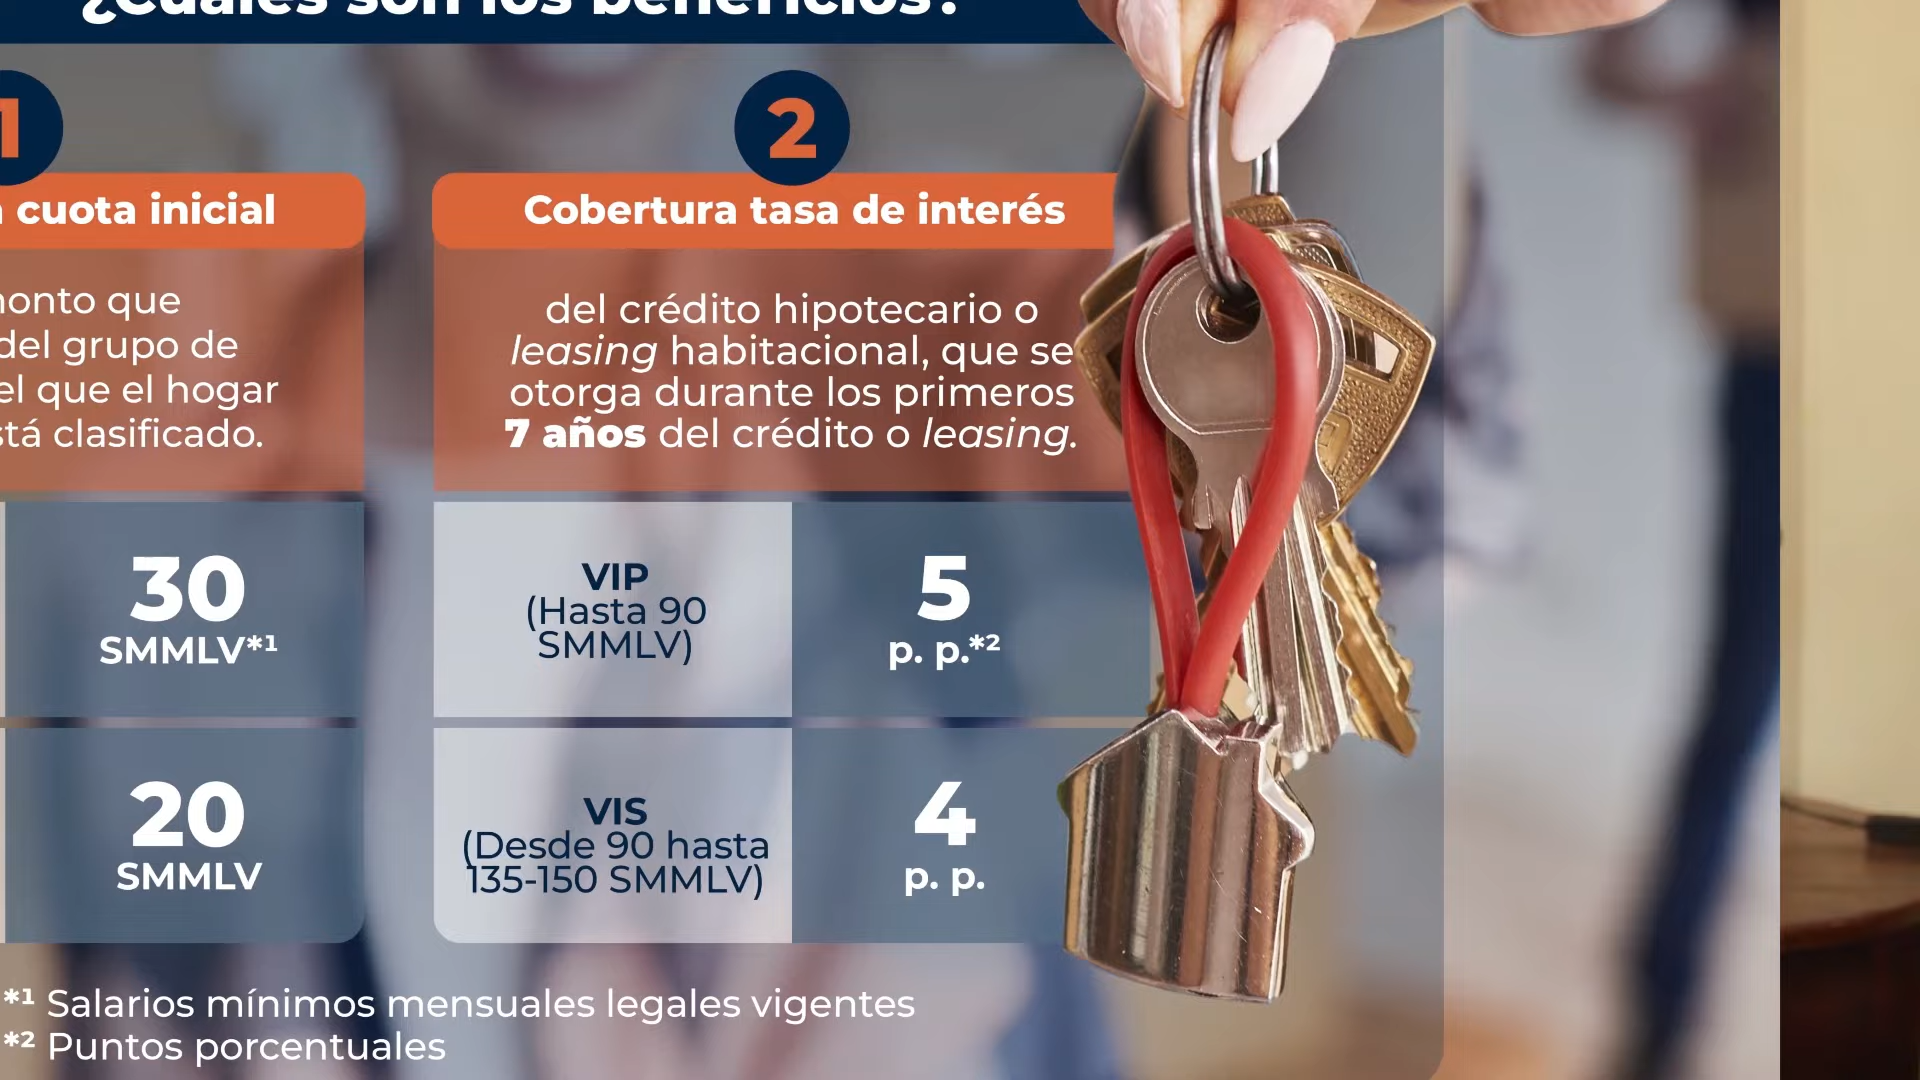 ¿Cuáles son los beneficios?
1
cuota inicial
que
del grupo de
que el hogar
clasificado.
30
SMMLV*¹
20
SMMLV
2
Cobertura tasa de interés
del crédito hipotecario o
leasing habitacional, que se
otorga durante los primeros
7 años del crédito o leasing.
VIP
(Hasta 90
SMMLV)
5
p. p.*²
VIS
(Desde 90 hasta
135-150 SMMLV)
4
p. p.
*¹ Salarios mínimos mensuales legales vigentes
*² Puntos porcentuales